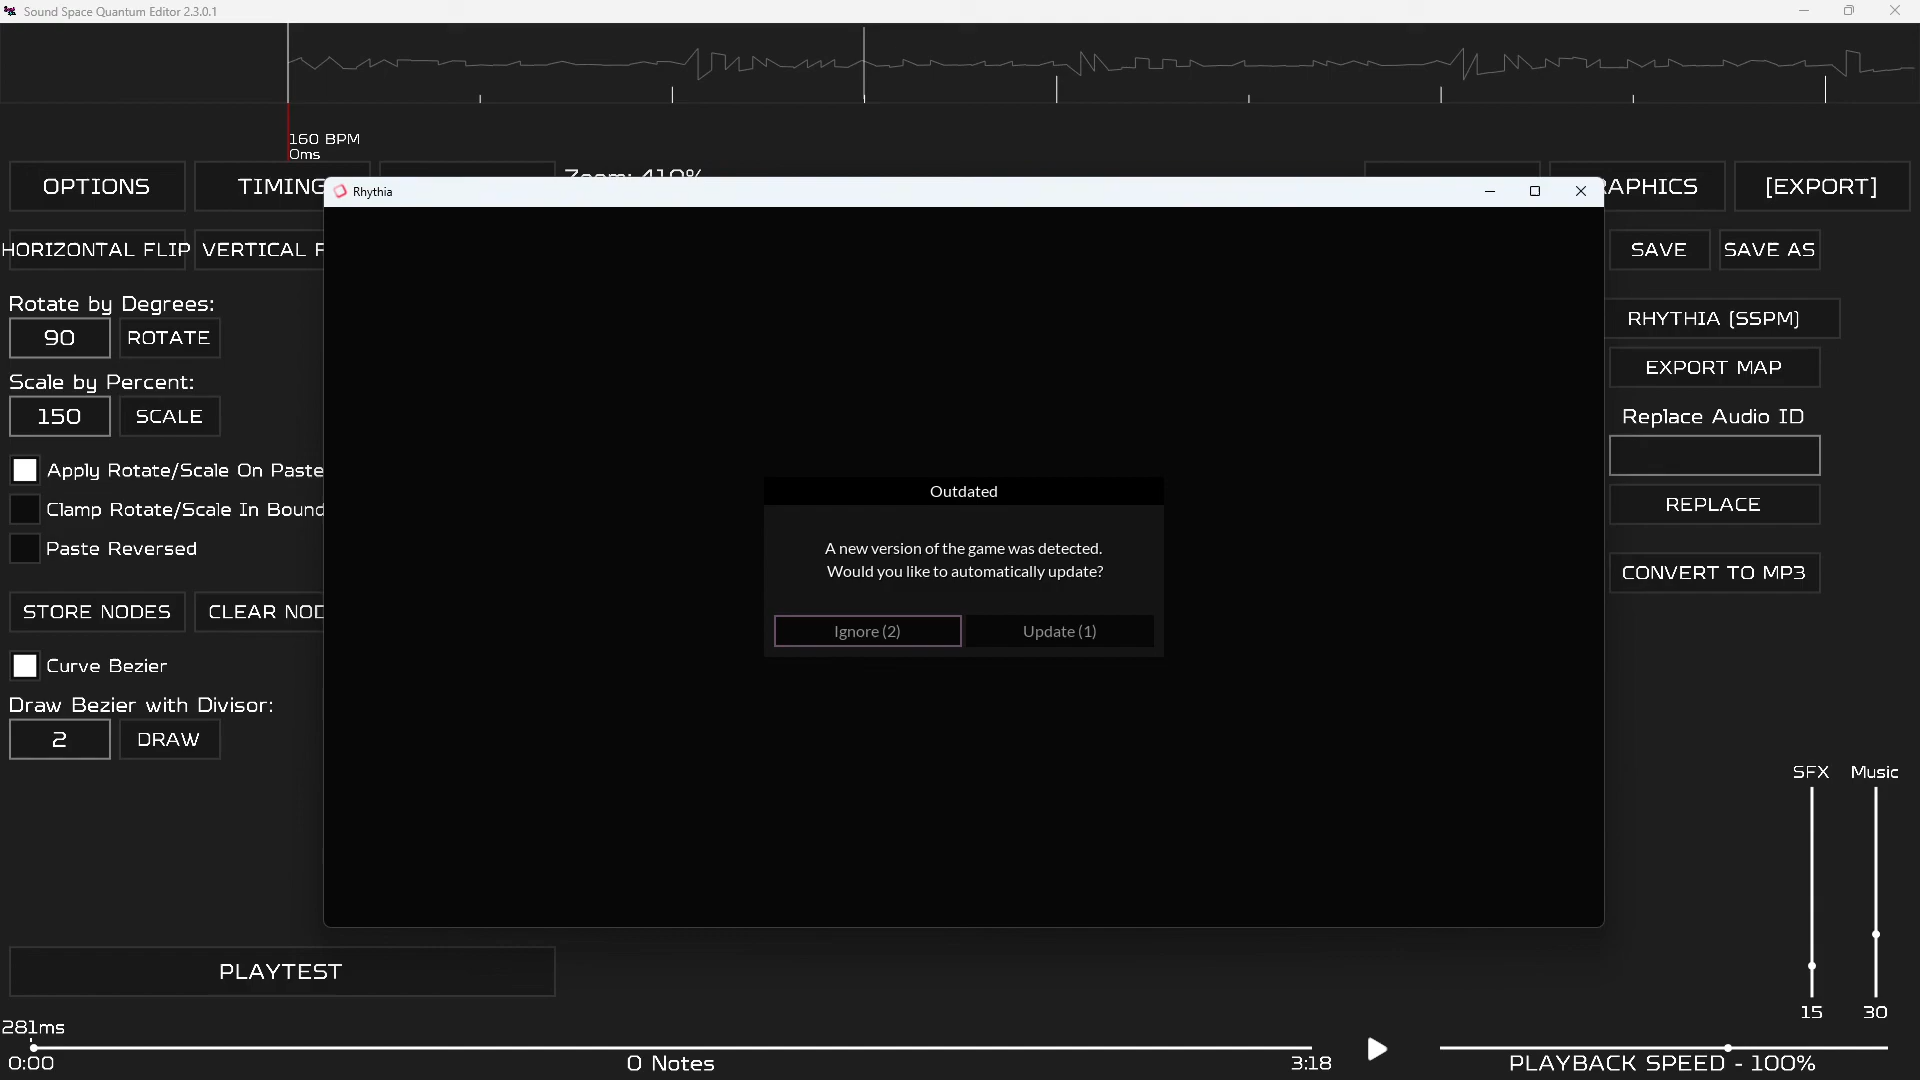 Sound Space Quantum Editor 2.3.0.1
160 BPM
0ms
OPTIONS
TIMING
Zoom: 410%
GRAPHICS
[EXPORT]
Rhythia
HORIZONTAL FLIP
VERTICAL F
SAVE
SAVE AS
Rotate by Degrees:
90
ROTATE
RHYTHIA (SSPM)
EXPORT MAP
Scale by Percent:
150
SCALE
Replace Audio ID
Apply Rotate/Scale On Paste
Clamp Rotate/Scale In Bound
REPLACE
Paste Reversed
Outdated
A new version of the game was detected.
Would you like to automatically update?
Ignore (2)
Update (1)
CONVERT TO MP3
STORE NODES
CLEAR NOD
Curve Bezier
Draw Bezier with Divisor:
2
DRAW
SFX
Music
PLAYTEST
15
30
281ms
0:00
0 Notes
3:18
PLAYBACK SPEED - 100%